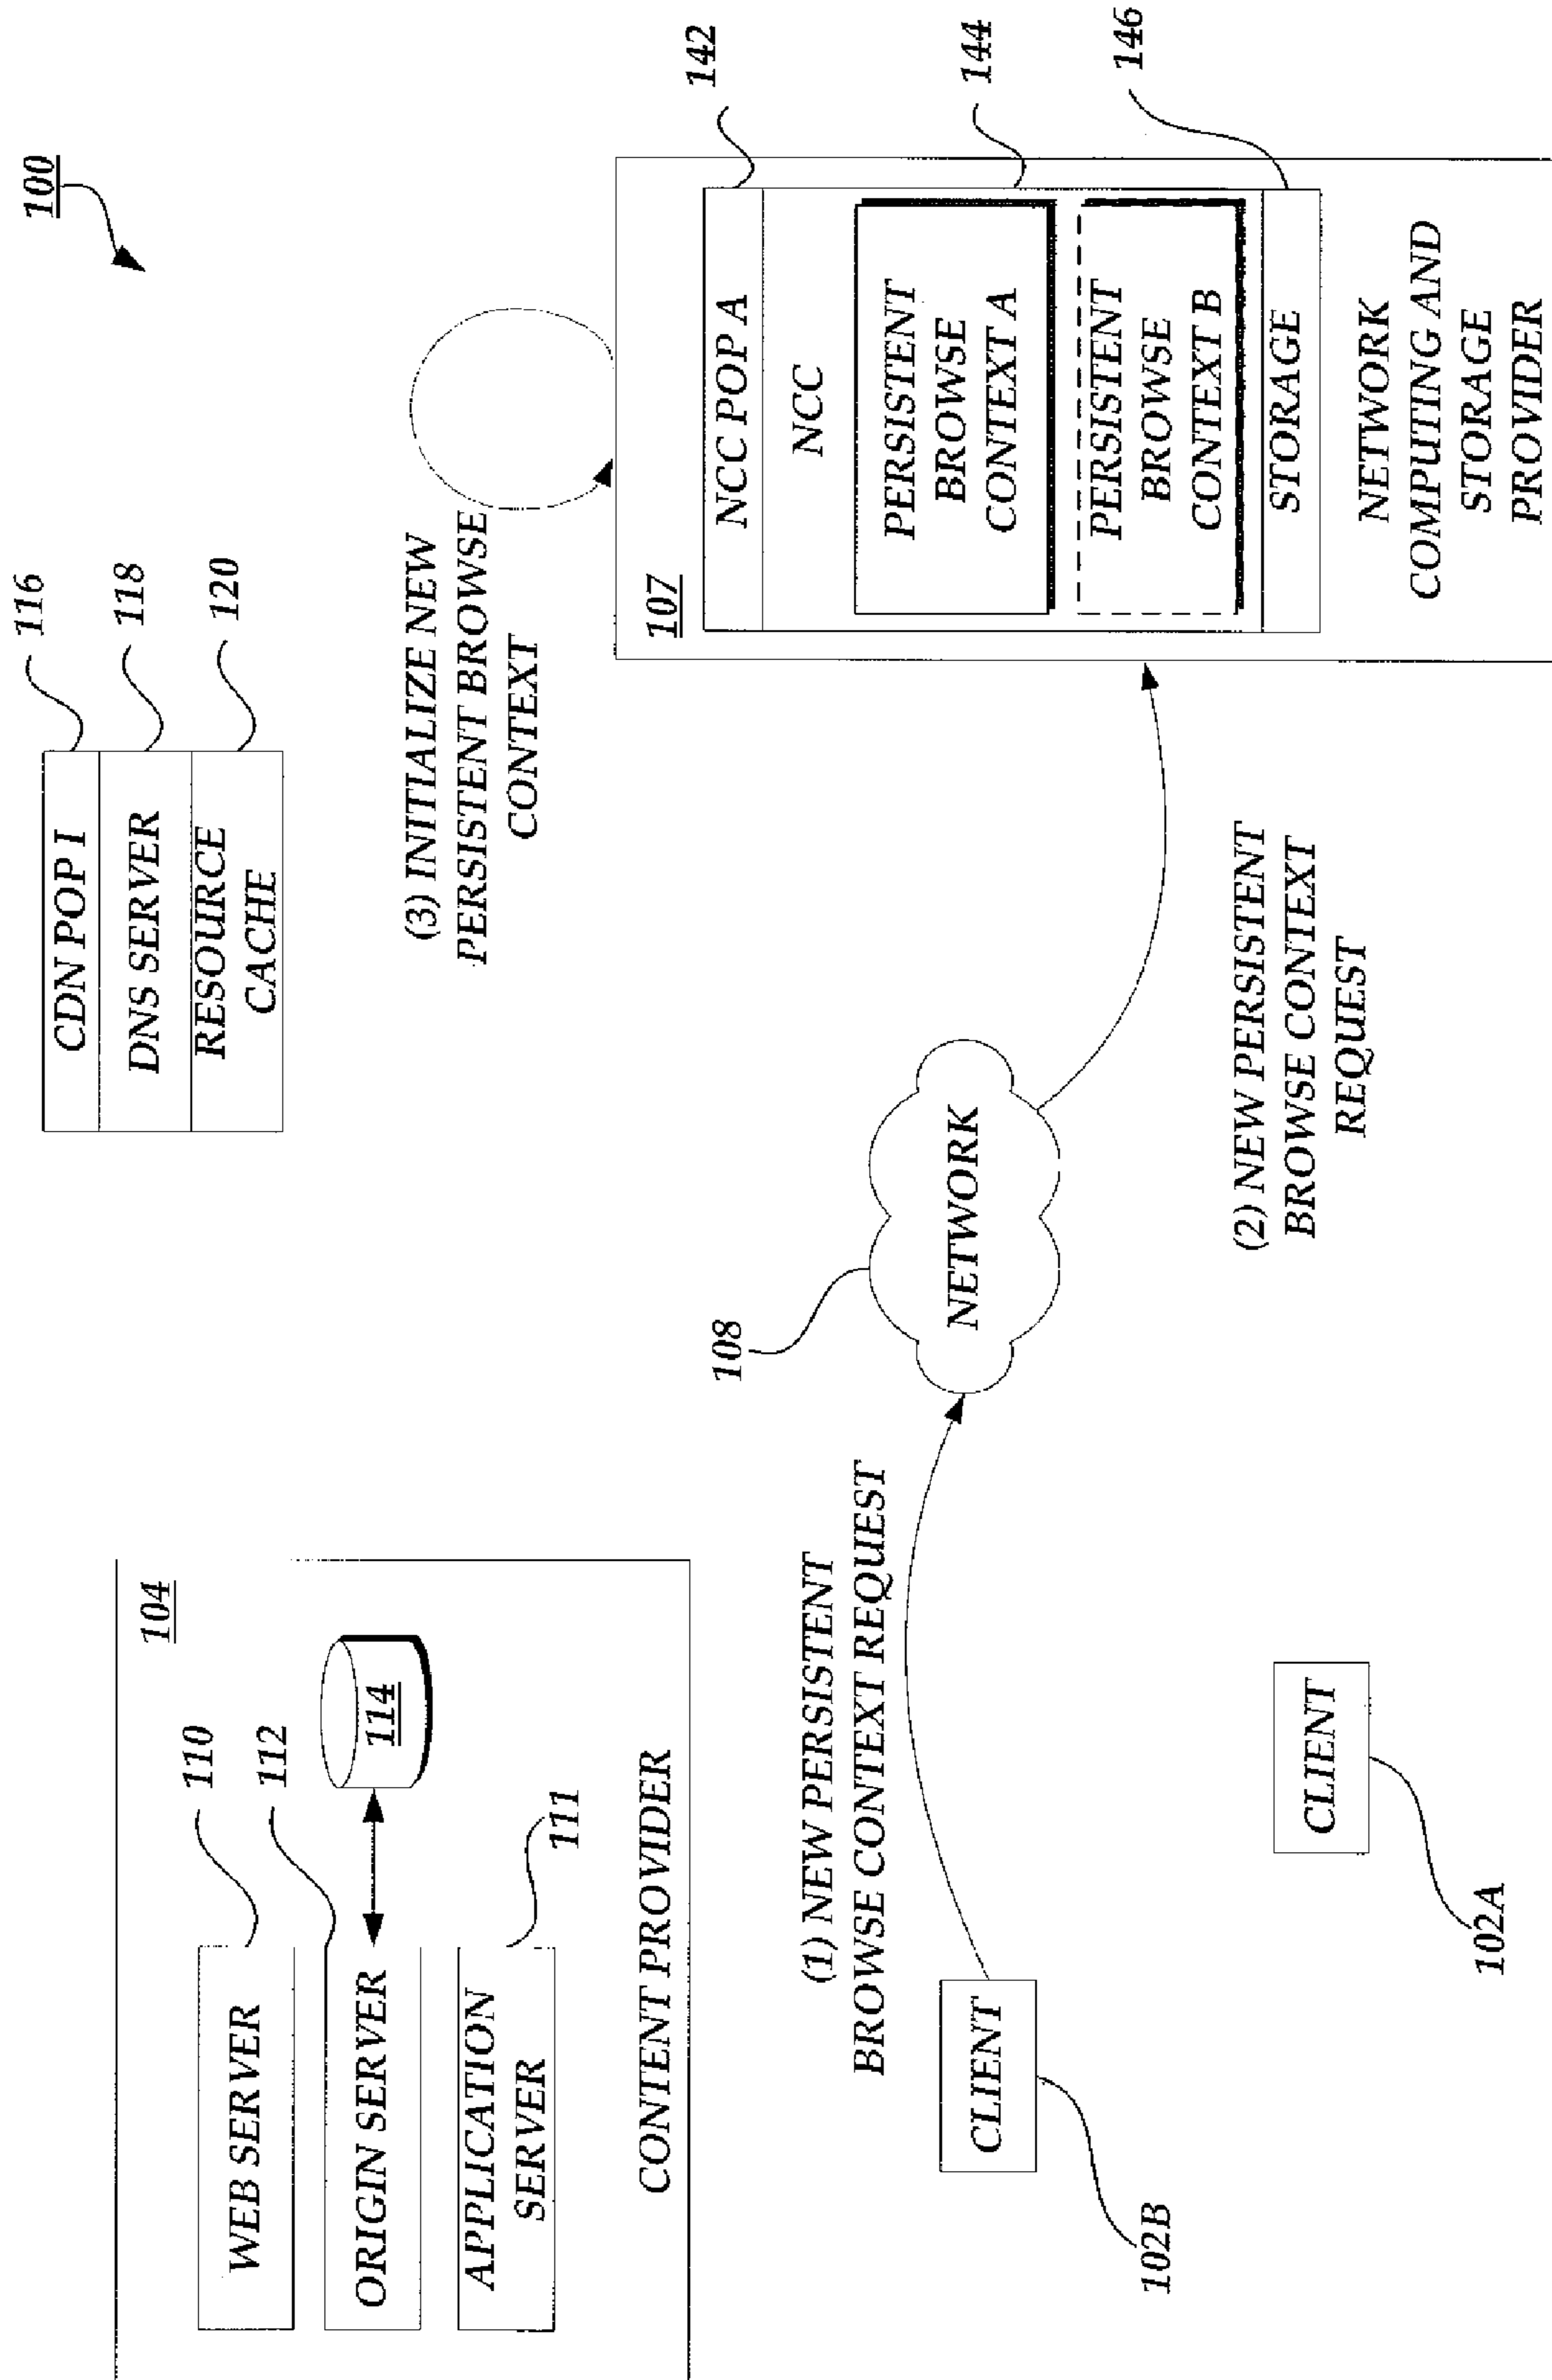 100
104
WEB SERVER
110
ORIGIN SERVER
112
114
APPLICATION
SERVER
111
CONTENT PROVIDER
CDN POP 1
116
DNS SERVER
118
RESOURCE
CACHE
120
(3) INITIALIZE NEW
PERSISTENT BROWSE
CONTEXT
107
NCC POP A
142
NCC
144
PERSISTENT
BROWSE
CONTEXT A
PERSISTENT
BROWSE
CONTEXT B
STORAGE
146
NETWORK
COMPUTING AND
STORAGE
PROVIDER
108
NETWORK
(1) NEW PERSISTENT
BROWSE CONTEXT REQUEST
(2) NEW PERSISTENT
BROWSE CONTEXT
REQUEST
CLIENT
102B
CLIENT
102A